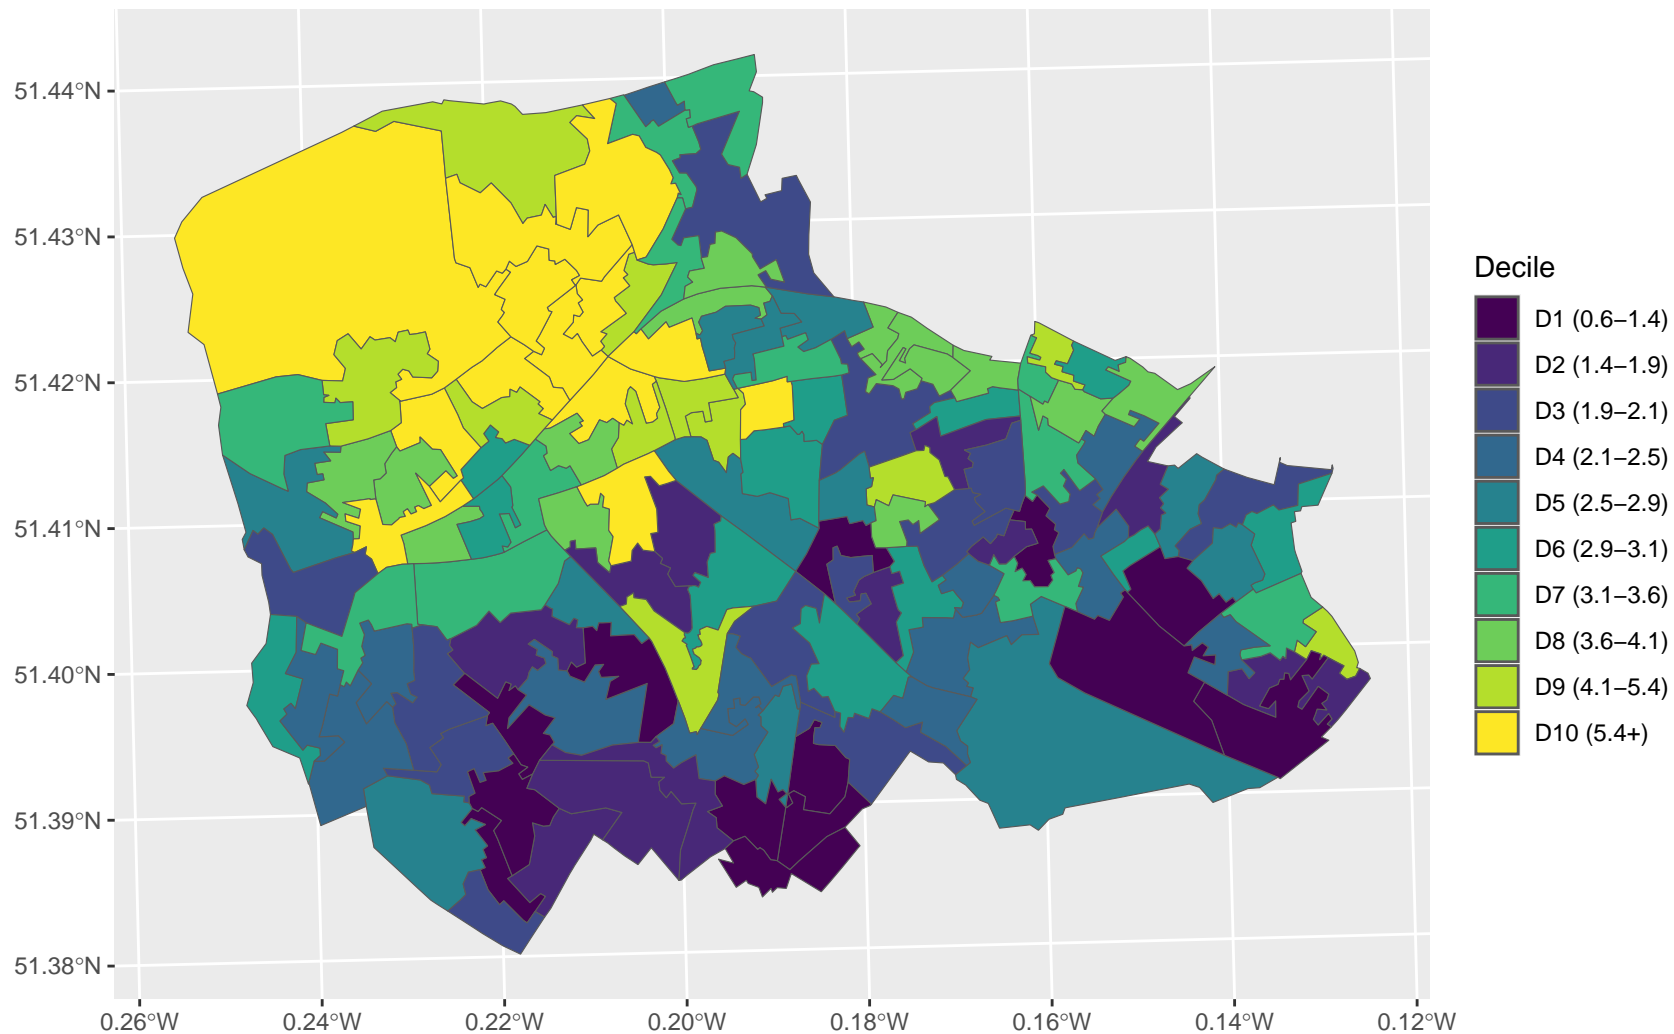 51.44°N
51.43°N
51.42°N
51.41°N
51.40°N
51.39°N
51.38°N
0.26°W 0.24°W 0.22°W 0.20°W 0.18°W 0.16°W 0.14°W 0.12°W
Decile
D1 (0.6–1.4)
D2 (1.4–1.9)
D3 (1.9–2.1)
D4 (2.1–2.5)
D5 (2.5–2.9)
D6 (2.9–3.1)
D7 (3.1–3.6)
D8 (3.6–4.1)
D9 (4.1–5.4)
D10 (5.4+)